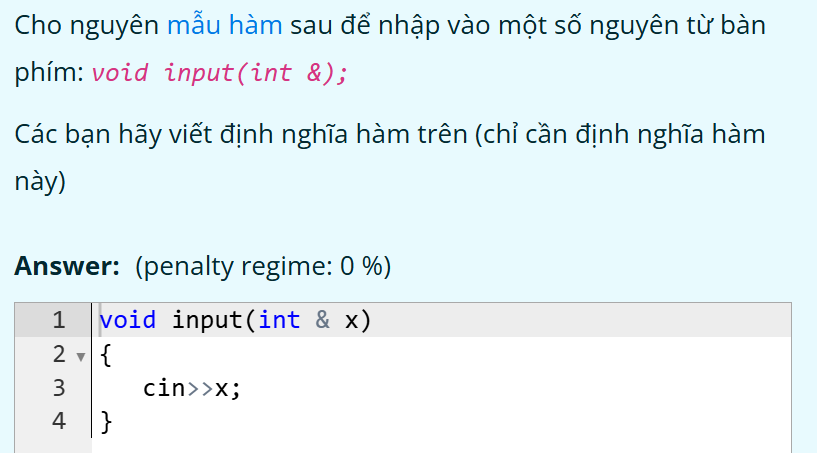 Cho nguyên mẫu hàm sau để nhập vào một số nguyên từ bàn
phím: void input(int &);
Các bạn hãy viết định nghĩa hàm trên (chỉ cần định nghĩa hàm
này)
Answer: (penalty regime: 0 %)
1 void input(int & x)
2 {
3 cin>>x;
4 }